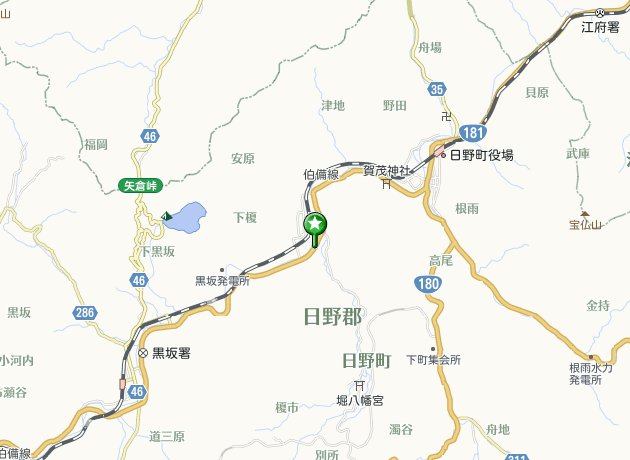 江府署
舟場
35
貝原
津地
野田
卍
181
46
福岡
安原
日野町役場
武庫
伯備線
賀茂神社
矢倉峠
下榎
根雨
宝仏山
下黒坂
高尾
黒坂発電所
46
180
日野郡
金持
黒坂
286
日野町
黒坂署
下町集会所
小河内
根雨水力
発電所
46
堀八幡宮
榎市
濁谷
舟地
道三原
別所
伯備線
311